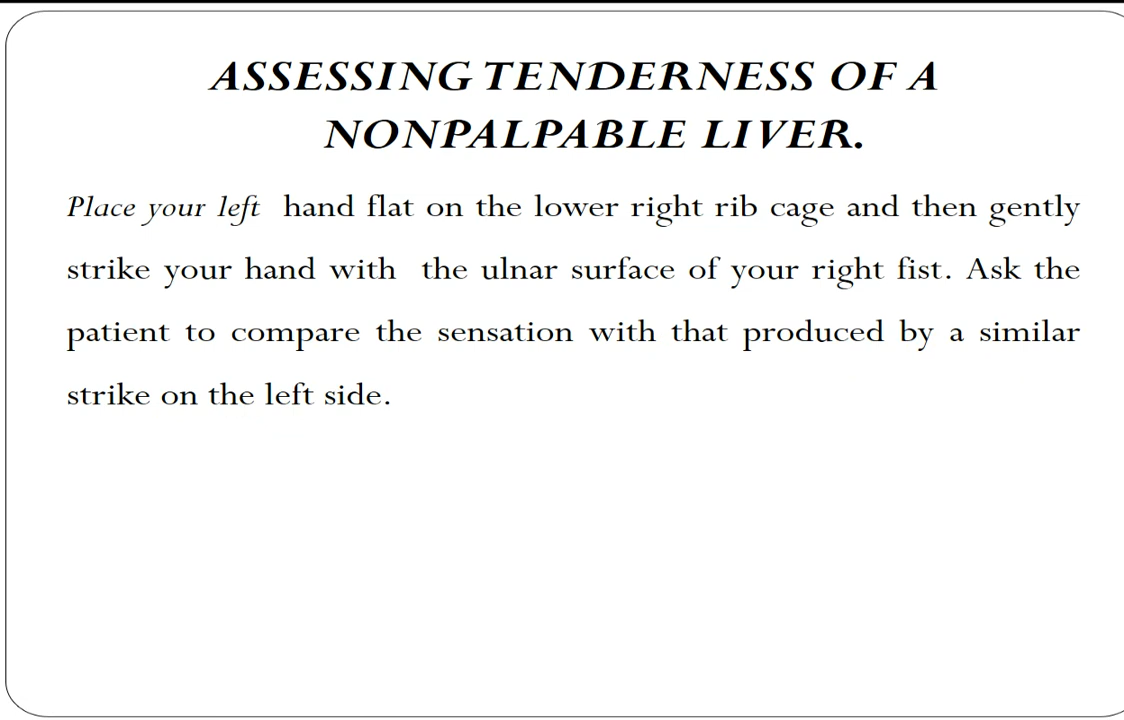 ASSESSING TENDERNESS OF A
NONPALPABLE LIVER.
Place your left hand flat on the lower right rib cage and then gently
strike your hand with the ulnar surface of your right fist. Ask the
patient to compare the sensation with that produced by a similar
strike on the left side.